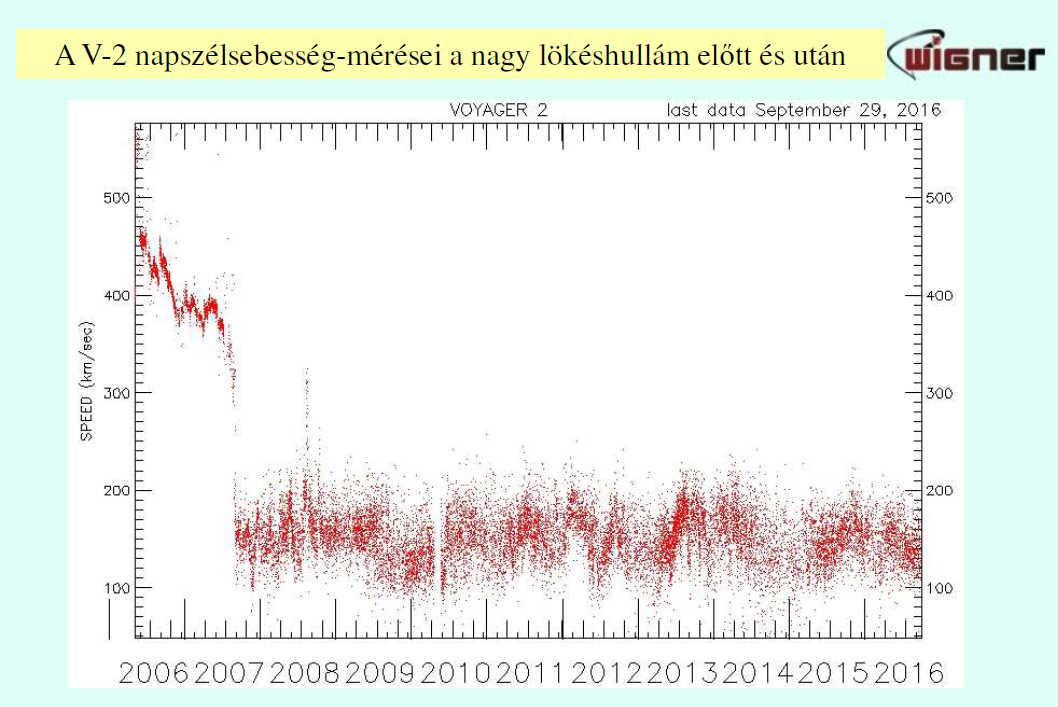 A V-2 napszélsebesség-mérései a nagy lökéshullám előtt és után
wigner
VOYAGER 2 last data September 29, 2016
500 500
400 400
300 300
200 200
100 100
SPEED (km/sec)
2006 2007 2008 2009 2010 2011 2012 2013 2014 2015 2016